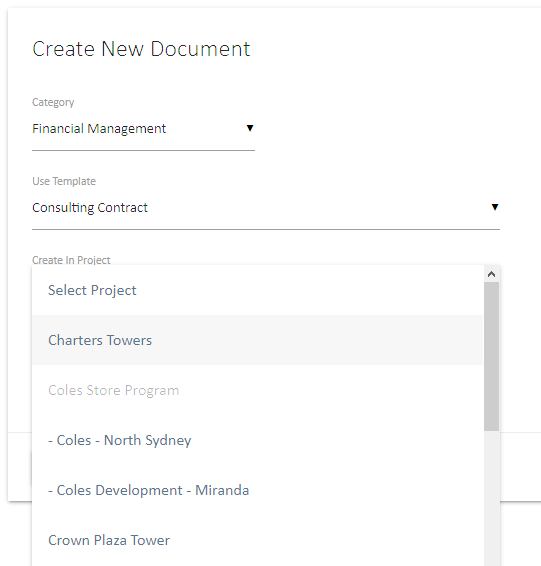 Create New Document
Category
Financial Management
Use Template
Consulting Contract
Create In Project
Select Project
Charters Towers
Coles Store Program
- Coles - North Sydney
- Coles Development - Miranda
Crown Plaza Tower